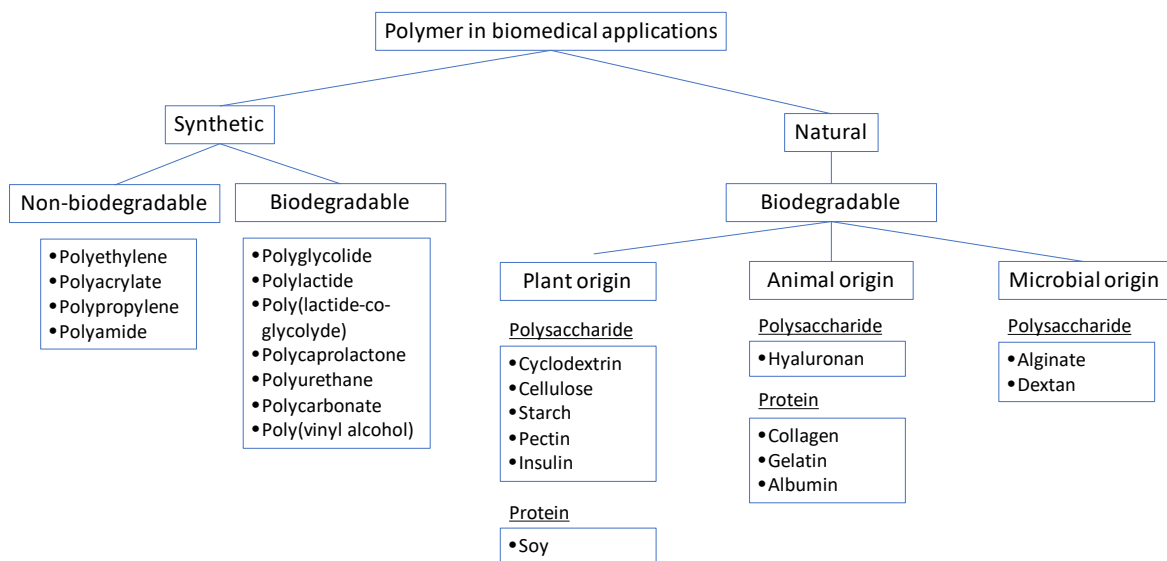 Polymer in biomedical applications
Synthetic
Natural
Non-biodegradable
Biodegradable
Biodegradable
•Polyethylene
•Polyacrylate
•Polypropylene
•Polyamide
•Polyglycolide
•Polylactide
•Poly(lactide-co-
glycolyde)
•Polycaprolactone
•Polyurethane
•Polycarbonate
•Poly(vinyl alcohol)
Plant origin
Polysaccharide
•Cyclodextrin
•Cellulose
•Starch
•Pectin
•Insulin
Protein
•Soy
Animal origin
Polysaccharide
•Hyaluronan
Protein
•Collagen
•Gelatin
•Albumin
Microbial origin
Polysaccharide
•Alginate
•Dextan